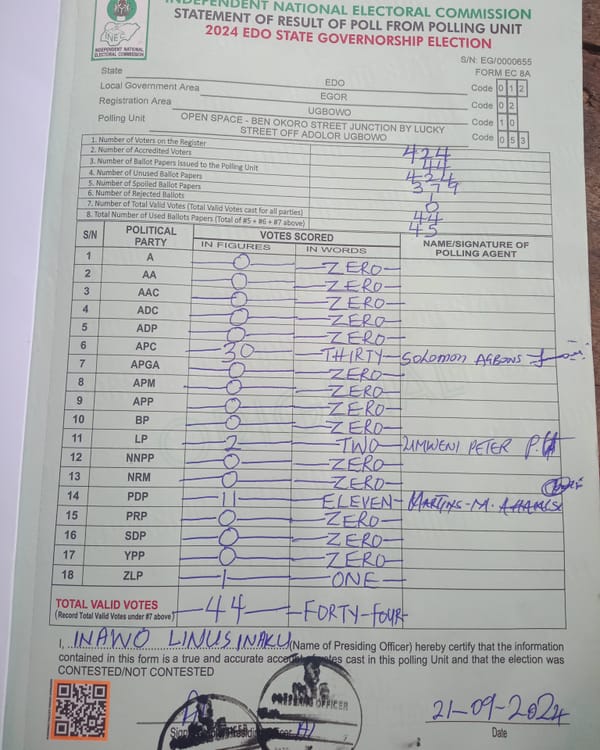 INDEPENDENT NATIONAL ELECTORAL COMMISSION
STATEMENT OF RESULT OF POLL FROM POLLING UNIT
2024 EDO STATE GOVERNORSHIP ELECTION
INEC
INDEPENDENT NATIONAL
ELECTORAL COMMISSION
S/N: EG/0000655
FORM EC 8A
State EDO Code 0 1 2
Local Government Area EGOR Code 0 2
Registration Area UGBOWO Code 1 0
Polling Unit OPEN SPACE - BEN OKORO STREET JUNCTION BY LUCKY
STREET OFF ADOLOR UGBOWO Code 0 5 3
1. Number of Voters on the Register 424
2. Number of Accredited Voters 44
3. Number of Ballot Papers Issued to the Polling Unit 424
4. Number of Unused Ballot Papers 379
5. Number of Spoiled Ballot Papers 1
6. Number of Rejected Ballots 0
7. Number of Total Valid Votes (Total Valid Votes cast for all parties) 44
8. Total Number of Used Ballots Papers (Total of #5 + #6 + #7 above) 45
S/N POLITICAL PARTY VOTES SCORED NAME/SIGNATURE OF POLLING AGENT
IN FIGURES IN WORDS
1 A 0 ZERO
2 AA 0 ZERO
3 AAC 0 ZERO
4 ADC 0 ZERO
5 ADP 0 ZERO
6 APC 30 THIRTY SOLOMON AGBONS
7 APGA 0 ZERO
8 APM 0 ZERO
9 APP 0 ZERO
10 BP 0 ZERO
11 LP 2 TWO UMWENI PETER
12 NNPP 0 ZERO
13 NRM 0 ZERO
14 PDP 11 ELEVEN MARTINS-M.
15 PRP 0 ZERO
16 SDP 0 ZERO
17 YPP 0 ZERO
18 ZLP 1 ONE
TOTAL VALID VOTES 44 FORTY-FOUR
(Record Total Valid Votes under #7 above)
I, INAWO LINUS INAKU (Name of Presiding Officer) hereby certify that the information
contained in this form is a true and accurate account of votes cast in this polling Unit and that the election was
CONTESTED/NOT CONTESTED
PRESIDING OFFICER
21-09-2024
Date